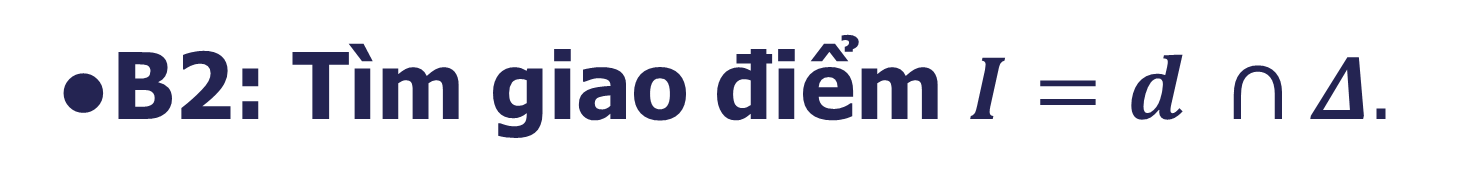 •B2: Tìm giao điểm I = d ∩ Δ.